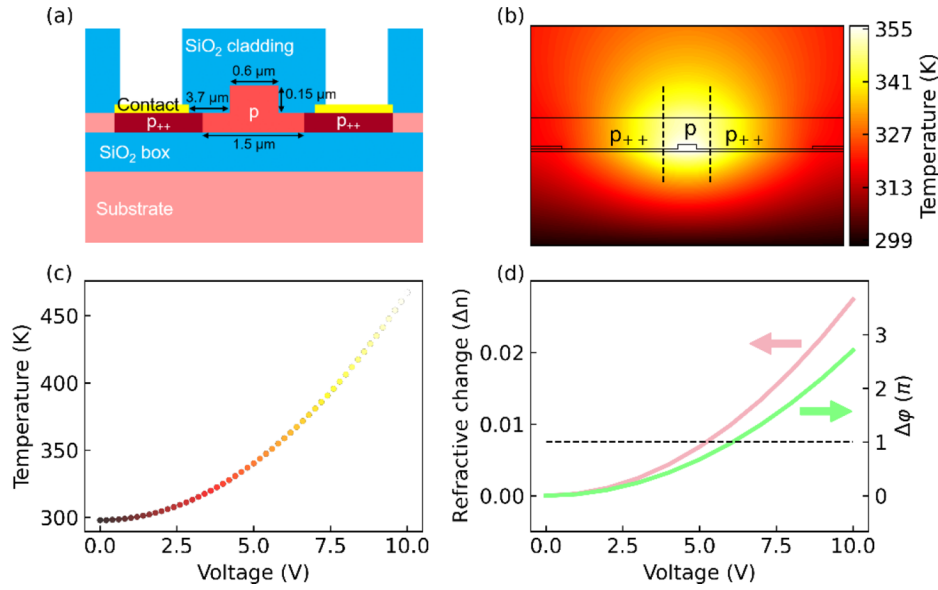 (a)
SiO₂ cladding
0.6 μm
Contact
3.7 μm
0.15 μm
p
p₊₊
p₊₊
1.5 μm
SiO₂ box
Substrate
(b)
p₊₊
p
p₊₊
355
341
327
313
299
Temperature (K)
(c)
Temperature (K)
450
400
350
300
0.0
2.5
5.0
7.5
10.0
Voltage (V)
(d)
Refractive change (Δn)
0.02
0.01
0.00
3
2
1
0
Δφ (π)
0.0
2.5
5.0
7.5
10.0
Voltage (V)